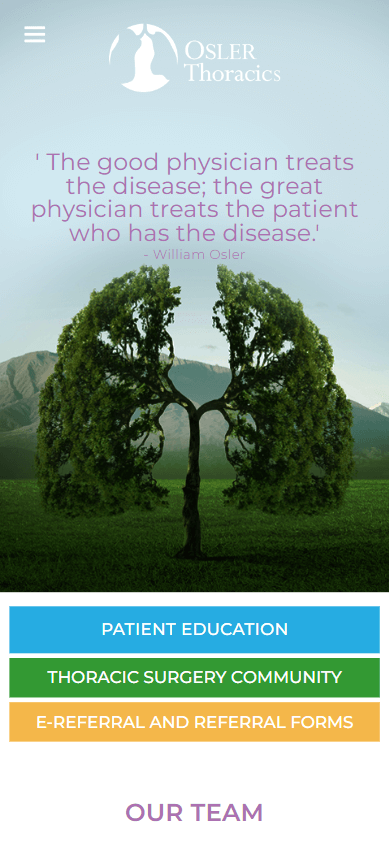 OSLER
Thoracics
' The good physician treats
the disease; the great
physician treats the patient
who has the disease.'
- William Osler
PATIENT EDUCATION
THORACIC SURGERY COMMUNITY
E-REFERRAL AND REFERRAL FORMS
OUR TEAM